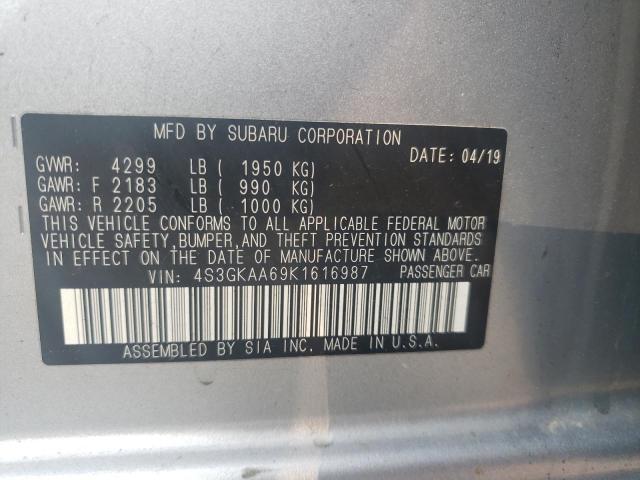 MFD BY SUBARU CORPORATION
DATE: 04/19
GVWR: 4299 LB ( 1950 KG)
GAWR: F 2183 LB ( 990 KG)
GAWR: R 2205 LB ( 1000 KG)
THIS VEHICLE CONFORMS TO ALL APPLICABLE FEDERAL MOTOR
VEHICLE SAFETY, BUMPER, AND THEFT PREVENTION STANDARDS
IN EFFECT ON THE DATE OF MANUFACTURE SHOWN ABOVE.
VIN: 4S3GKAA69K1616987 PASSENGER CAR
ASSEMBLED BY SIA INC. MADE IN U.S.A.